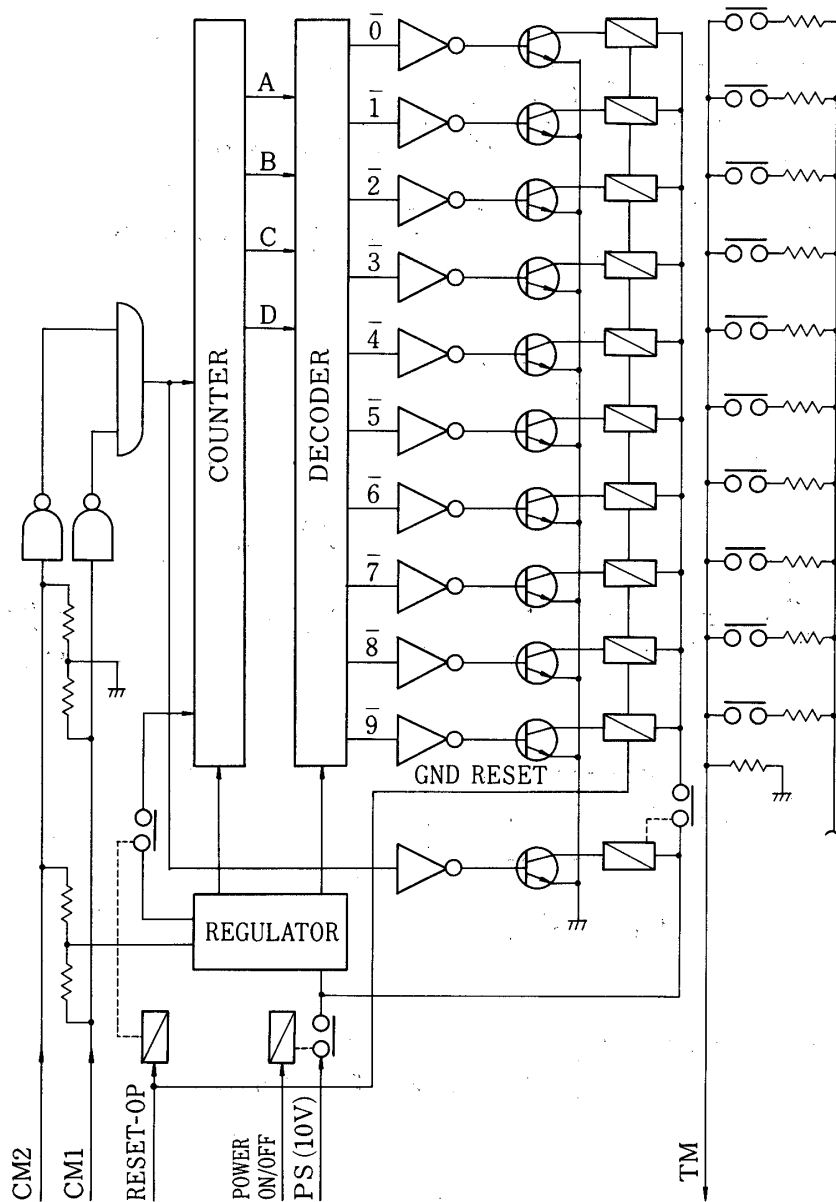 COUNTER
A
B
C
D
DECODER
0̅
1̅
2̅
3̅
4̅
5̅
6̅
7̅
8̅
9̅
GND RESET
REGULATOR
CM2
CM1
RESET-OP
POWER
ON/OFF
PS (10V)
TM